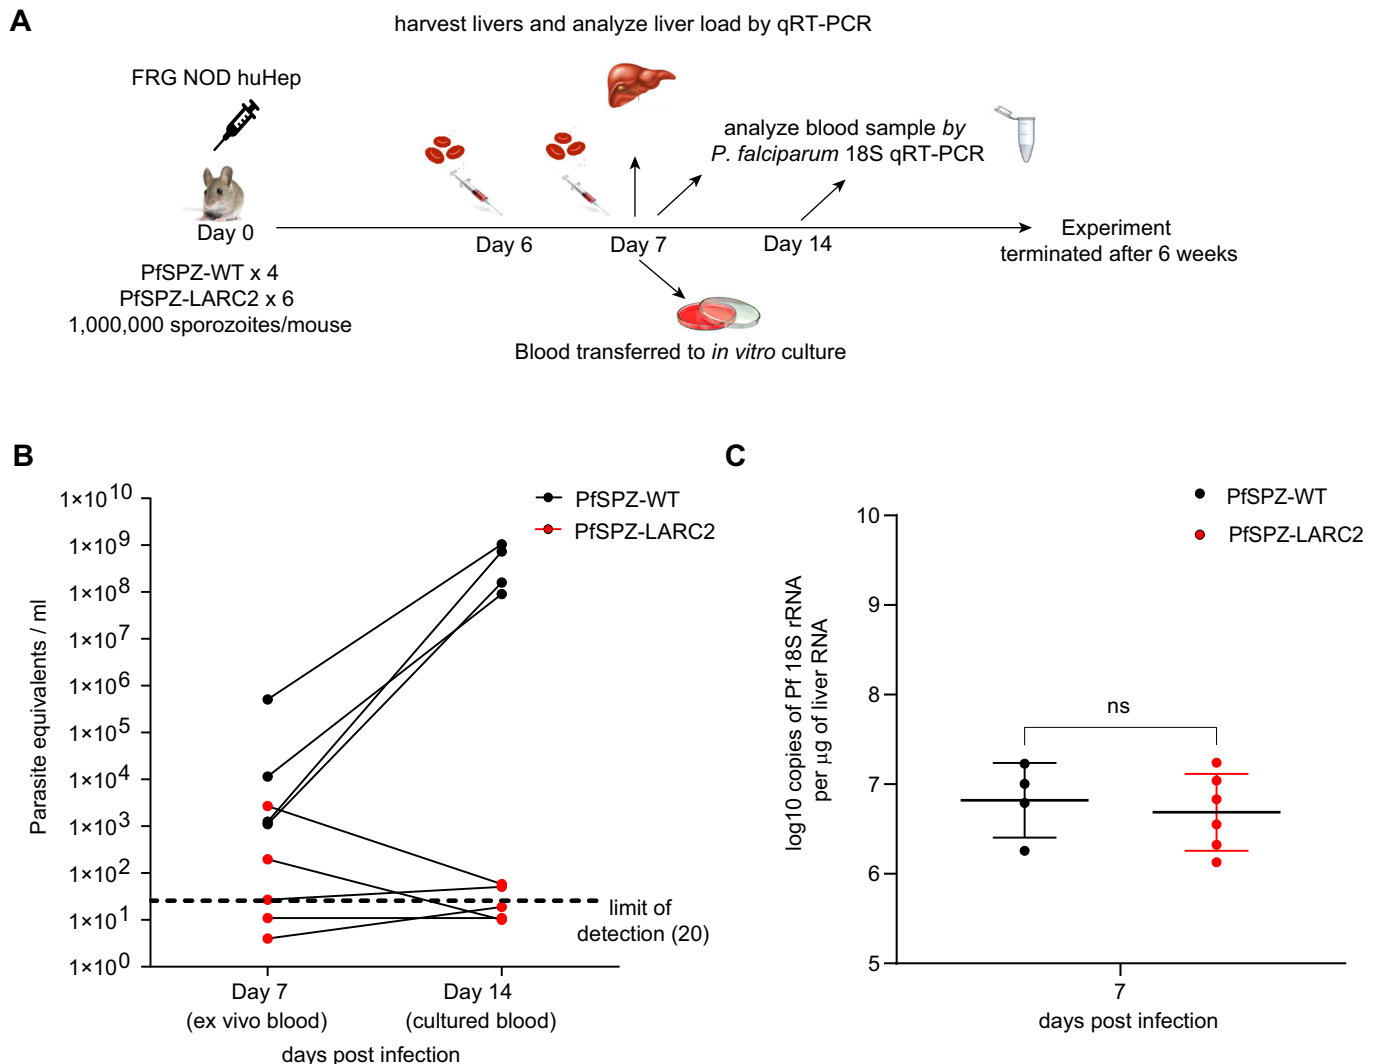 A
harvest livers and analyze liver load by qRT-PCR
FRG NOD huHep
analyze blood sample by
P. falciparum 18S qRT-PCR
Day 0
Day 6
Day 7
Day 14
Experiment
terminated after 6 weeks
PfSPZ-WT x 4
PfSPZ-LARC2 x 6
1,000,000 sporozoites/mouse
Blood transferred to in vitro culture
B
Parasite equivalents / ml
1×10^10
1×10^9
1×10^8
1×10^7
1×10^6
1×10^5
1×10^4
1×10^3
1×10^2
1×10^1
1×10^0
PfSPZ-WT
PfSPZ-LARC2
limit of
detection (20)
Day 7
(ex vivo blood)
Day 14
(cultured blood)
days post infection
C
log10 copies of Pf 18S rRNA
per μg of liver RNA
10
9
8
7
6
5
PfSPZ-WT
PfSPZ-LARC2
ns
7
days post infection